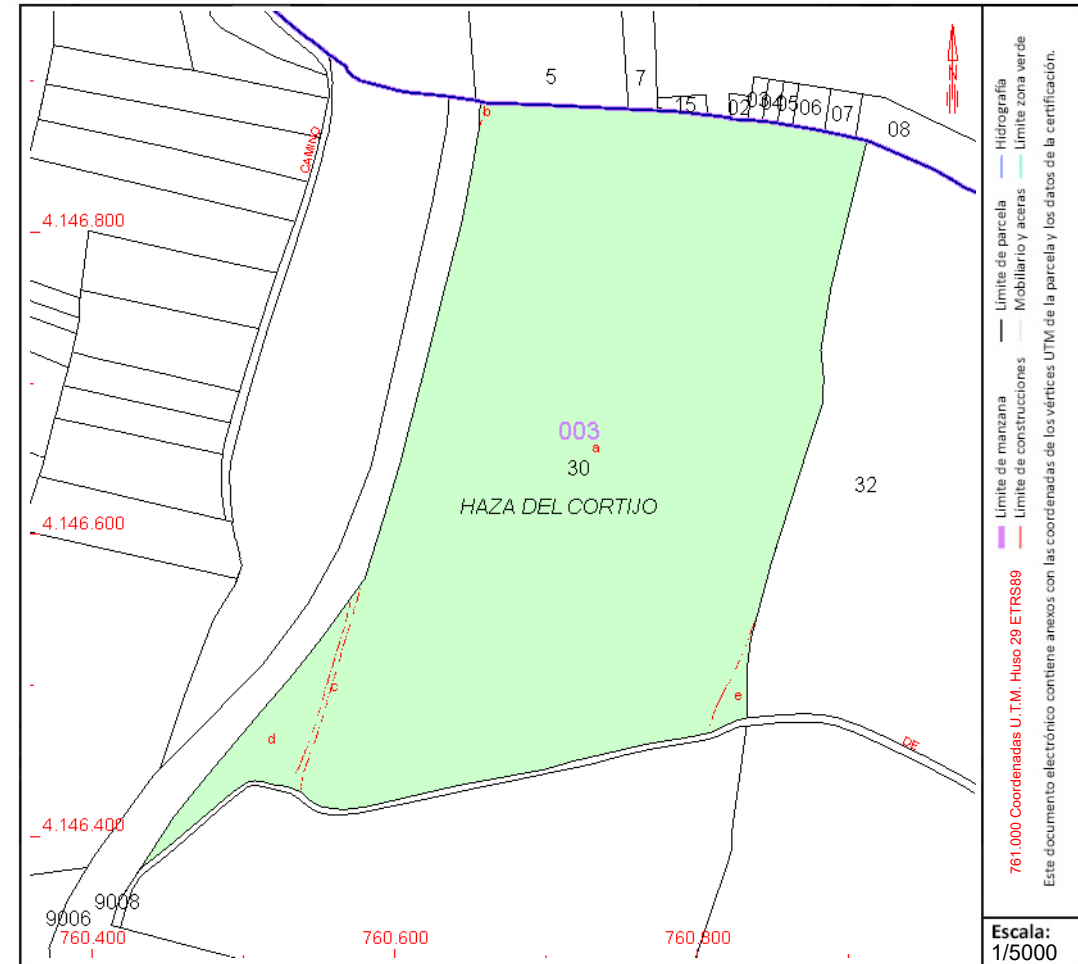 5
7
15
02
03
04
05
06
07
08
b
CAMINO
4.146.800
003
a
30
HAZA DEL CORTIJO
32
4.146.600
c
e
d
DE
4.146.400
9008
9006
760.400
760.600
760.800
N
Hidrografía
Límite zona verde
Límite de parcela
Mobiliario y aceras
Límite de manzana
Límite de construcciones
761.000 Coordenadas U.T.M. Huso 29 ETRS89
Este documento electrónico contiene anexos con las coordenadas de los vértices UTM de la parcela y los datos de la certificación.
Escala:
1/5000